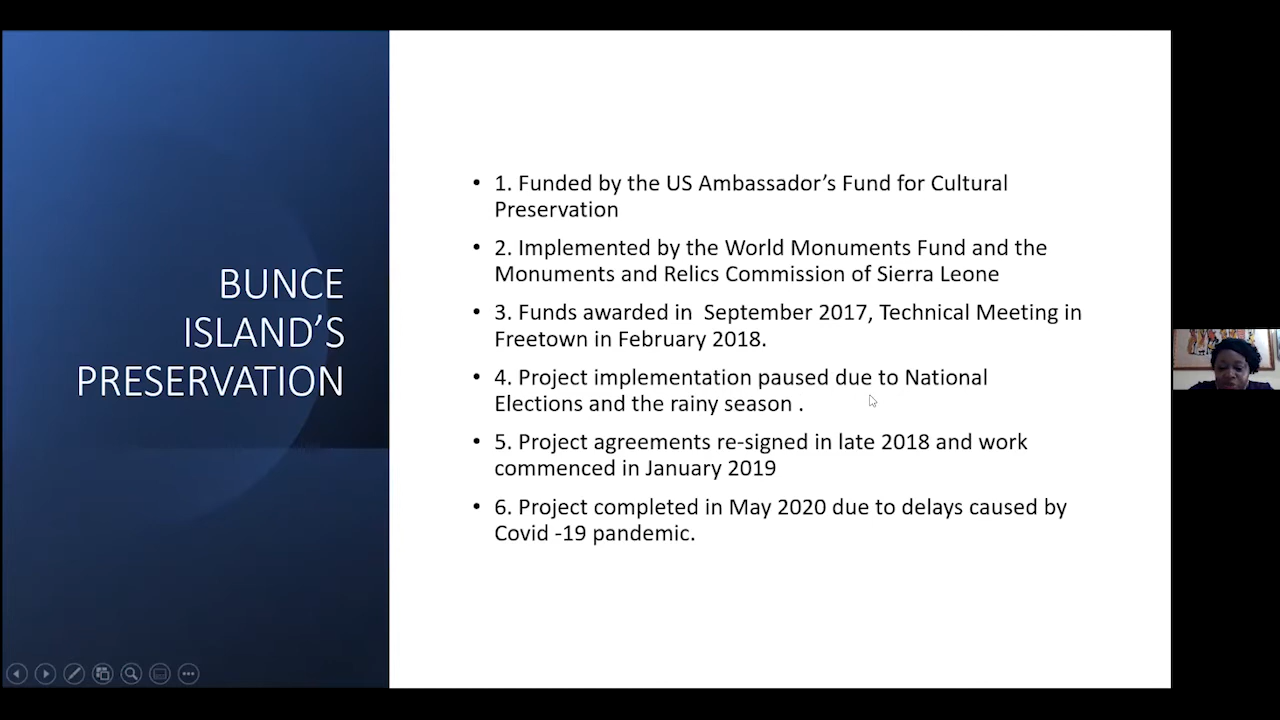 BUNCE
ISLAND’S
PRESERVATION
• 1. Funded by the US Ambassador’s Fund for Cultural
Preservation
• 2. Implemented by the World Monuments Fund and the
Monuments and Relics Commission of Sierra Leone
• 3. Funds awarded in  September 2017, Technical Meeting in
Freetown in February 2018.
• 4. Project implementation paused due to National
Elections and the rainy season .
• 5. Project agreements re-signed in late 2018 and work
commenced in January 2019
• 6. Project completed in May 2020 due to delays caused by
Covid -19 pandemic.